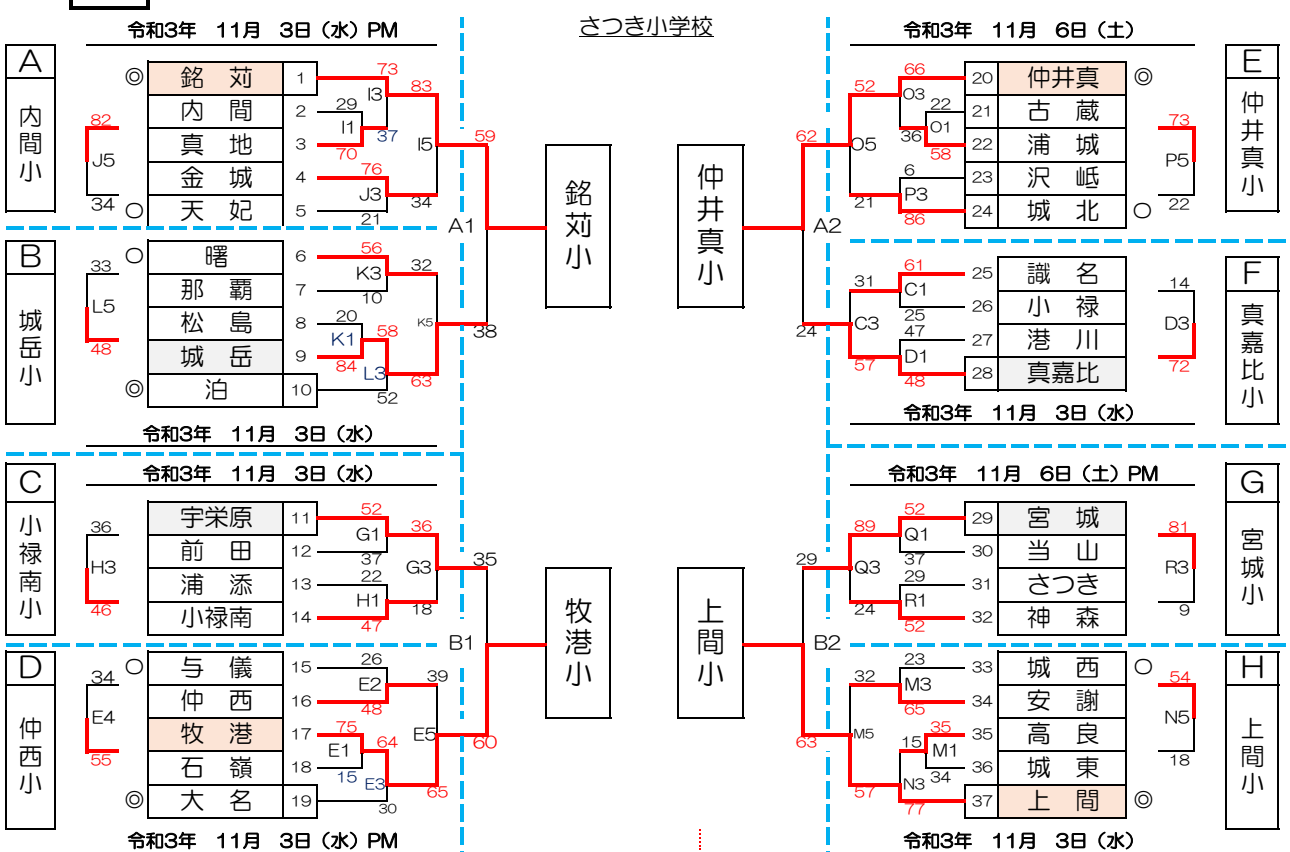 さつき小学校
令和3年 11月 3日（水）PM
A
内間小
◎ 銘苅 1
内間 2
真地 3
金城 4
○ 天妃 5
73
83
I3
29
I1
37
70
I5
76
J3
34
21
82
J5
34
59
A1
B
城岳小
○ 曙 6
那覇 7
松島 8
城岳 9
◎ 泊 10
33
L5
48
56
K3
32
10
20
K1
58
84
L3
63
52
K5
38
令和3年 11月 3日（水）
銘苅小
令和3年 11月 3日（水）
C
小禄南小
宇栄原 11
前田 12
浦添 13
小禄南 14
36
H3
46
52
G1
36
37
22
G3
H1
18
47
35
B1
D
仲西小
○ 与儀 15
仲西 16
牧港 17
石嶺 18
◎ 大名 19
34
E4
55
26
E2
39
48
75
64
E1
15
E3
E5
65
30
60
令和3年 11月 3日（水）PM
牧港小
令和3年 11月 6日（土）
E
仲井真小
20 仲井真 ◎
21 古蔵
22 浦城
23 沢岻
24 城北 ○
66
52
O3
22
O1
36
58
O5
6
P3
21
86
73
P5
22
62
A2
F
真嘉比小
25 識名
26 小禄
27 港川
28 真嘉比
61
31
C1
25
47
C3
D1
57
48
14
D3
72
24
令和3年 11月 3日（水）
仲井真小
令和3年 11月 6日（土）PM
G
宮城小
29 宮城
30 当山
31 さつき
32 神森
52
89
Q1
37
29
Q3
R1
24
52
81
R3
9
29
B2
H
上間小
33 城西 ○
34 安謝
35 高良
36 城東
37 上間 ◎
23
32
M3
65
35
15
M1
34
M5
N3
57
77
54
N5
18
63
令和3年 11月 3日（水）
上間小